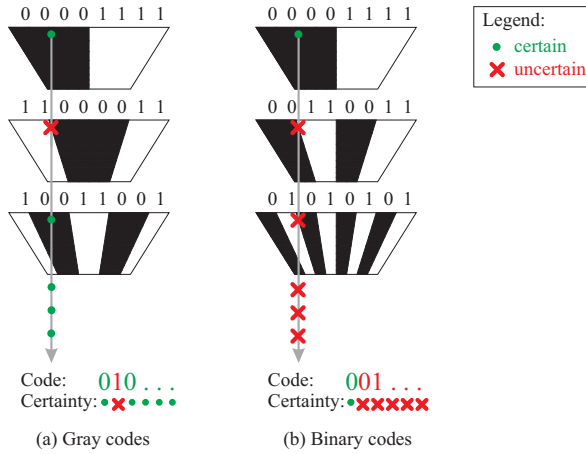 0 0 0 0 1 1 1 1
1 1 0 0 0 0 1 1
1 0 0 1 1 0 0 1
Code: 010 . . .
Certainty:
(a) Gray codes
0 0 0 0 1 1 1 1
0 0 1 1 0 0 1 1
0 1 0 1 0 1 0 1
Code: 001 . . .
Certainty:
(b) Binary codes
Legend:
certain
uncertain